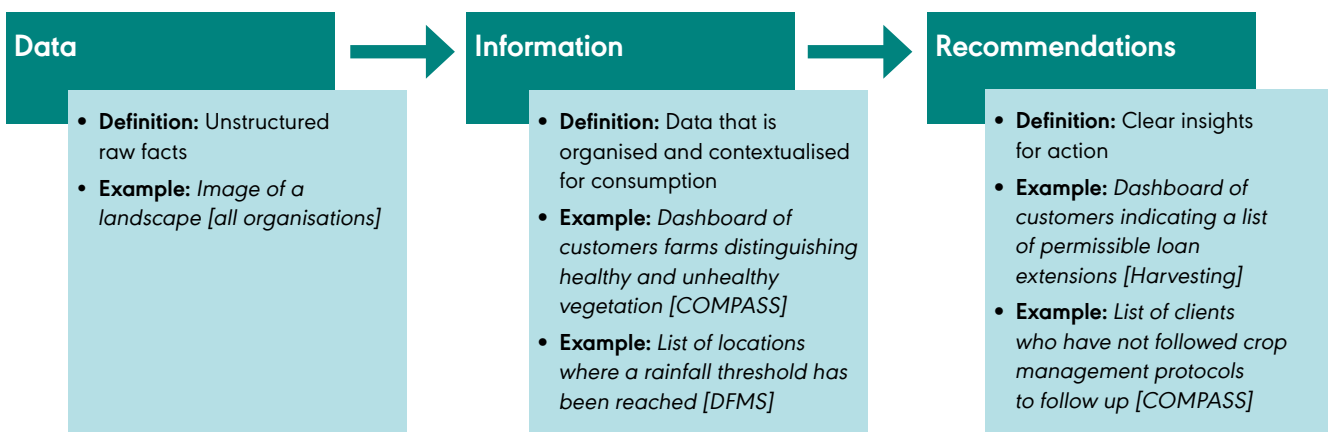 Data
• Definition: Unstructured
raw facts
• Example: Image of a
landscape [all organisations]
Information
• Definition: Data that is
organised and contextualised
for consumption
• Example: Dashboard of
customers farms distinguishing
healthy and unhealthy
vegetation [COMPASS]
• Example: List of locations
where a rainfall threshold has
been reached [DFMS]
Recommendations
• Definition: Clear insights
for action
• Example: Dashboard of
customers indicating a list
of permissible loan
extensions [Harvesting]
• Example: List of clients
who have not followed crop
management protocols
to follow up [COMPASS]